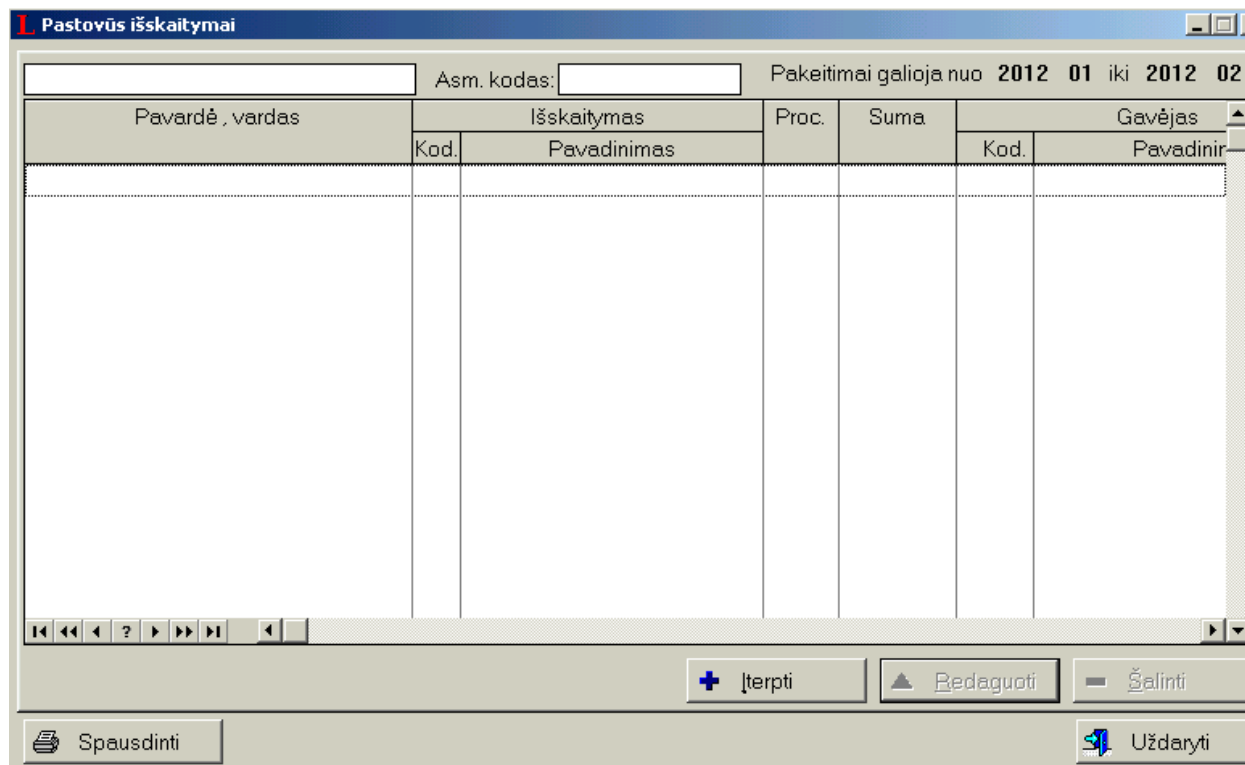 L Pastovūs išskaitymai
Asm. kodas: Pakeitimai galioja nuo 2012 01 iki 2012 02
Pavardė , vardas Išskaitymas Proc. Suma Gavėjas
Kod. Pavadinimas Kod. Pavadinir
?
Įterpti Redaguoti Šalinti
Spausdinti Uždaryti